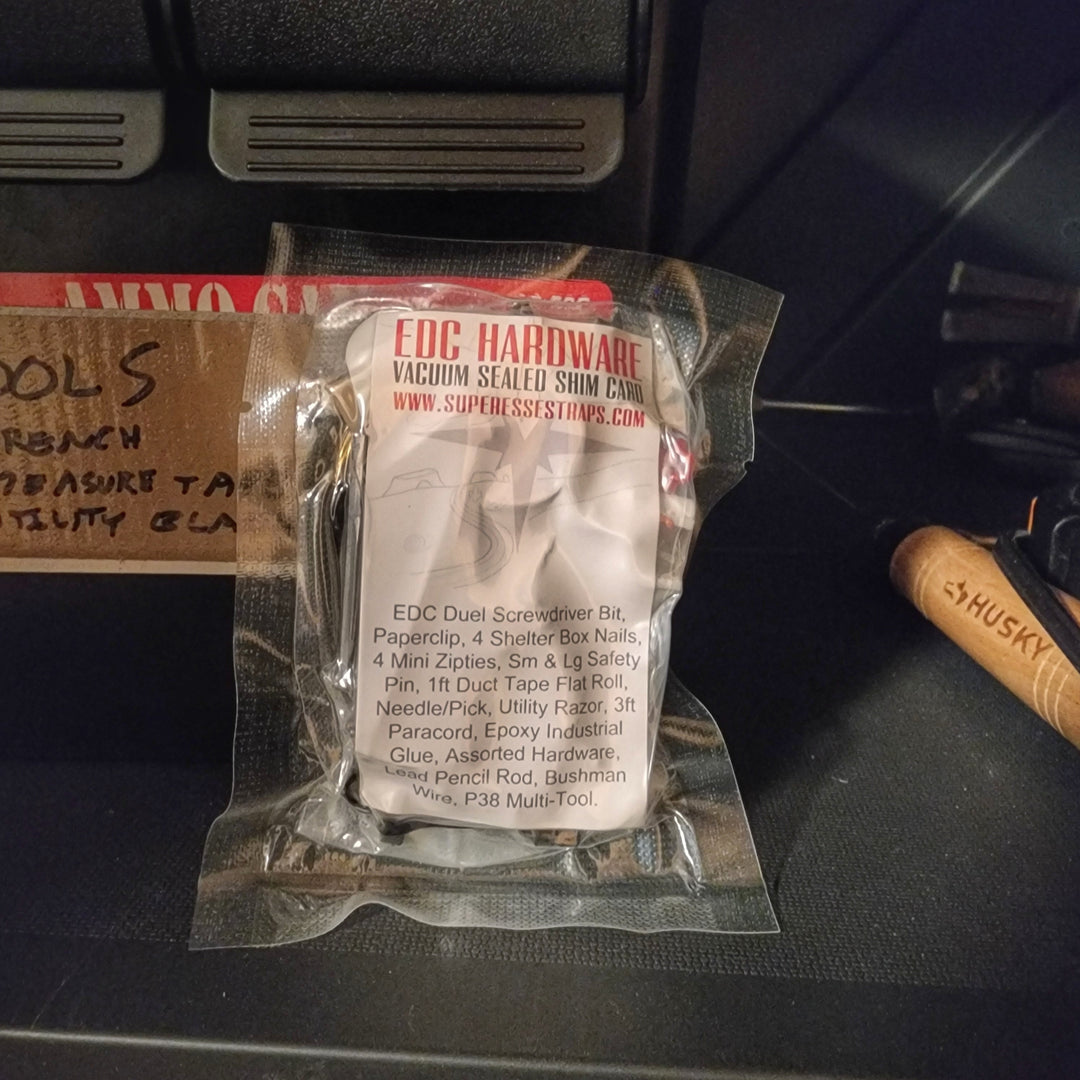 AMMO
EDC HARDWARE
VACUUM SEALED SHIM CARD
WWW.SUPERESSESTRAPS.COM
OOLS
RENCH
MEASURE TA
TILITY BLA
EDC Duel Screwdriver Bit,
Paperclip, 4 Shelter Box Nails,
4 Mini Zipties, Sm & Lg Safety
Pin, 1ft Duct Tape Flat Roll,
Needle/Pick, Utility Razor, 3ft
Paracord, Epoxy Industrial
Glue, Assorted Hardware,
Lead Pencil Rod, Bushman
Wire, P38 Multi-Tool.
HUSKY